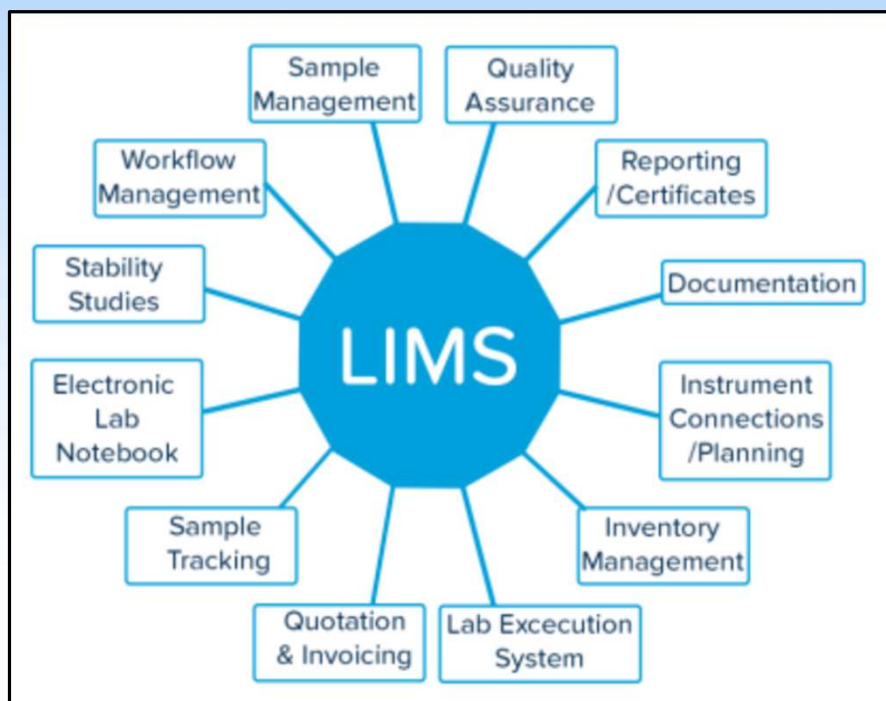 Sample
Management
Quality
Assurance
Workflow
Management
Reporting
/Certificates
Stability
Studies
Documentation
LIMS
Electronic
Lab
Notebook
Instrument
Connections
/Planning
Sample
Tracking
Inventory
Management
Quotation
& Invoicing
Lab Excecution
System